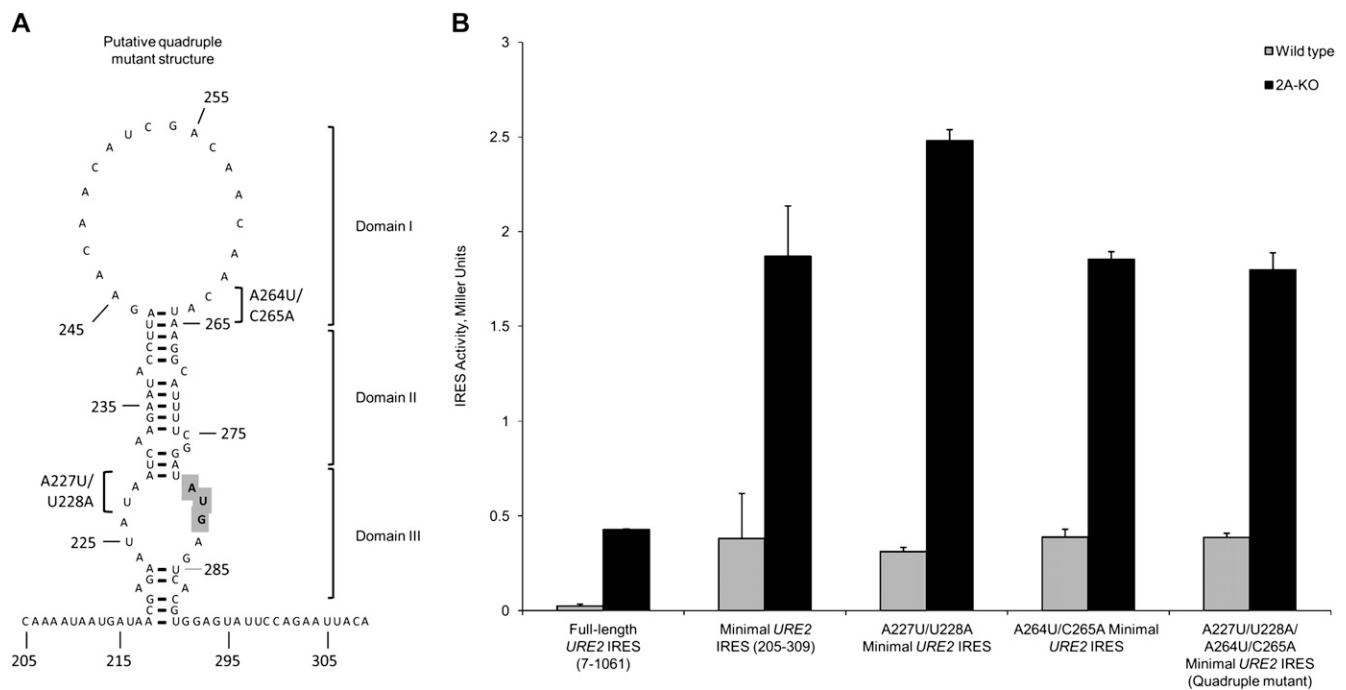 A
Putative quadruple
mutant structure
255
245
265
A264U/
C265A
Domain I
235
275
Domain II
A227U/
U228A
A
U
G
225
285
Domain III
CAAAAUAAUGAUAA
UGGAGUAUUCCAGAAUUACA
205
215
295
305
B
Wild type
2A-KO
IRES Activity, Miller Units
3
2.5
2
1.5
1
0.5
0
Full-length
URE2 IRES
(7-1061)
Minimal URE2
IRES (205-309)
A227U/U228A
Minimal URE2 IRES
A264U/C265A Minimal
URE2 IRES
A227U/U228A/
A264U/C265A
Minimal URE2 IRES
(Quadruple mutant)